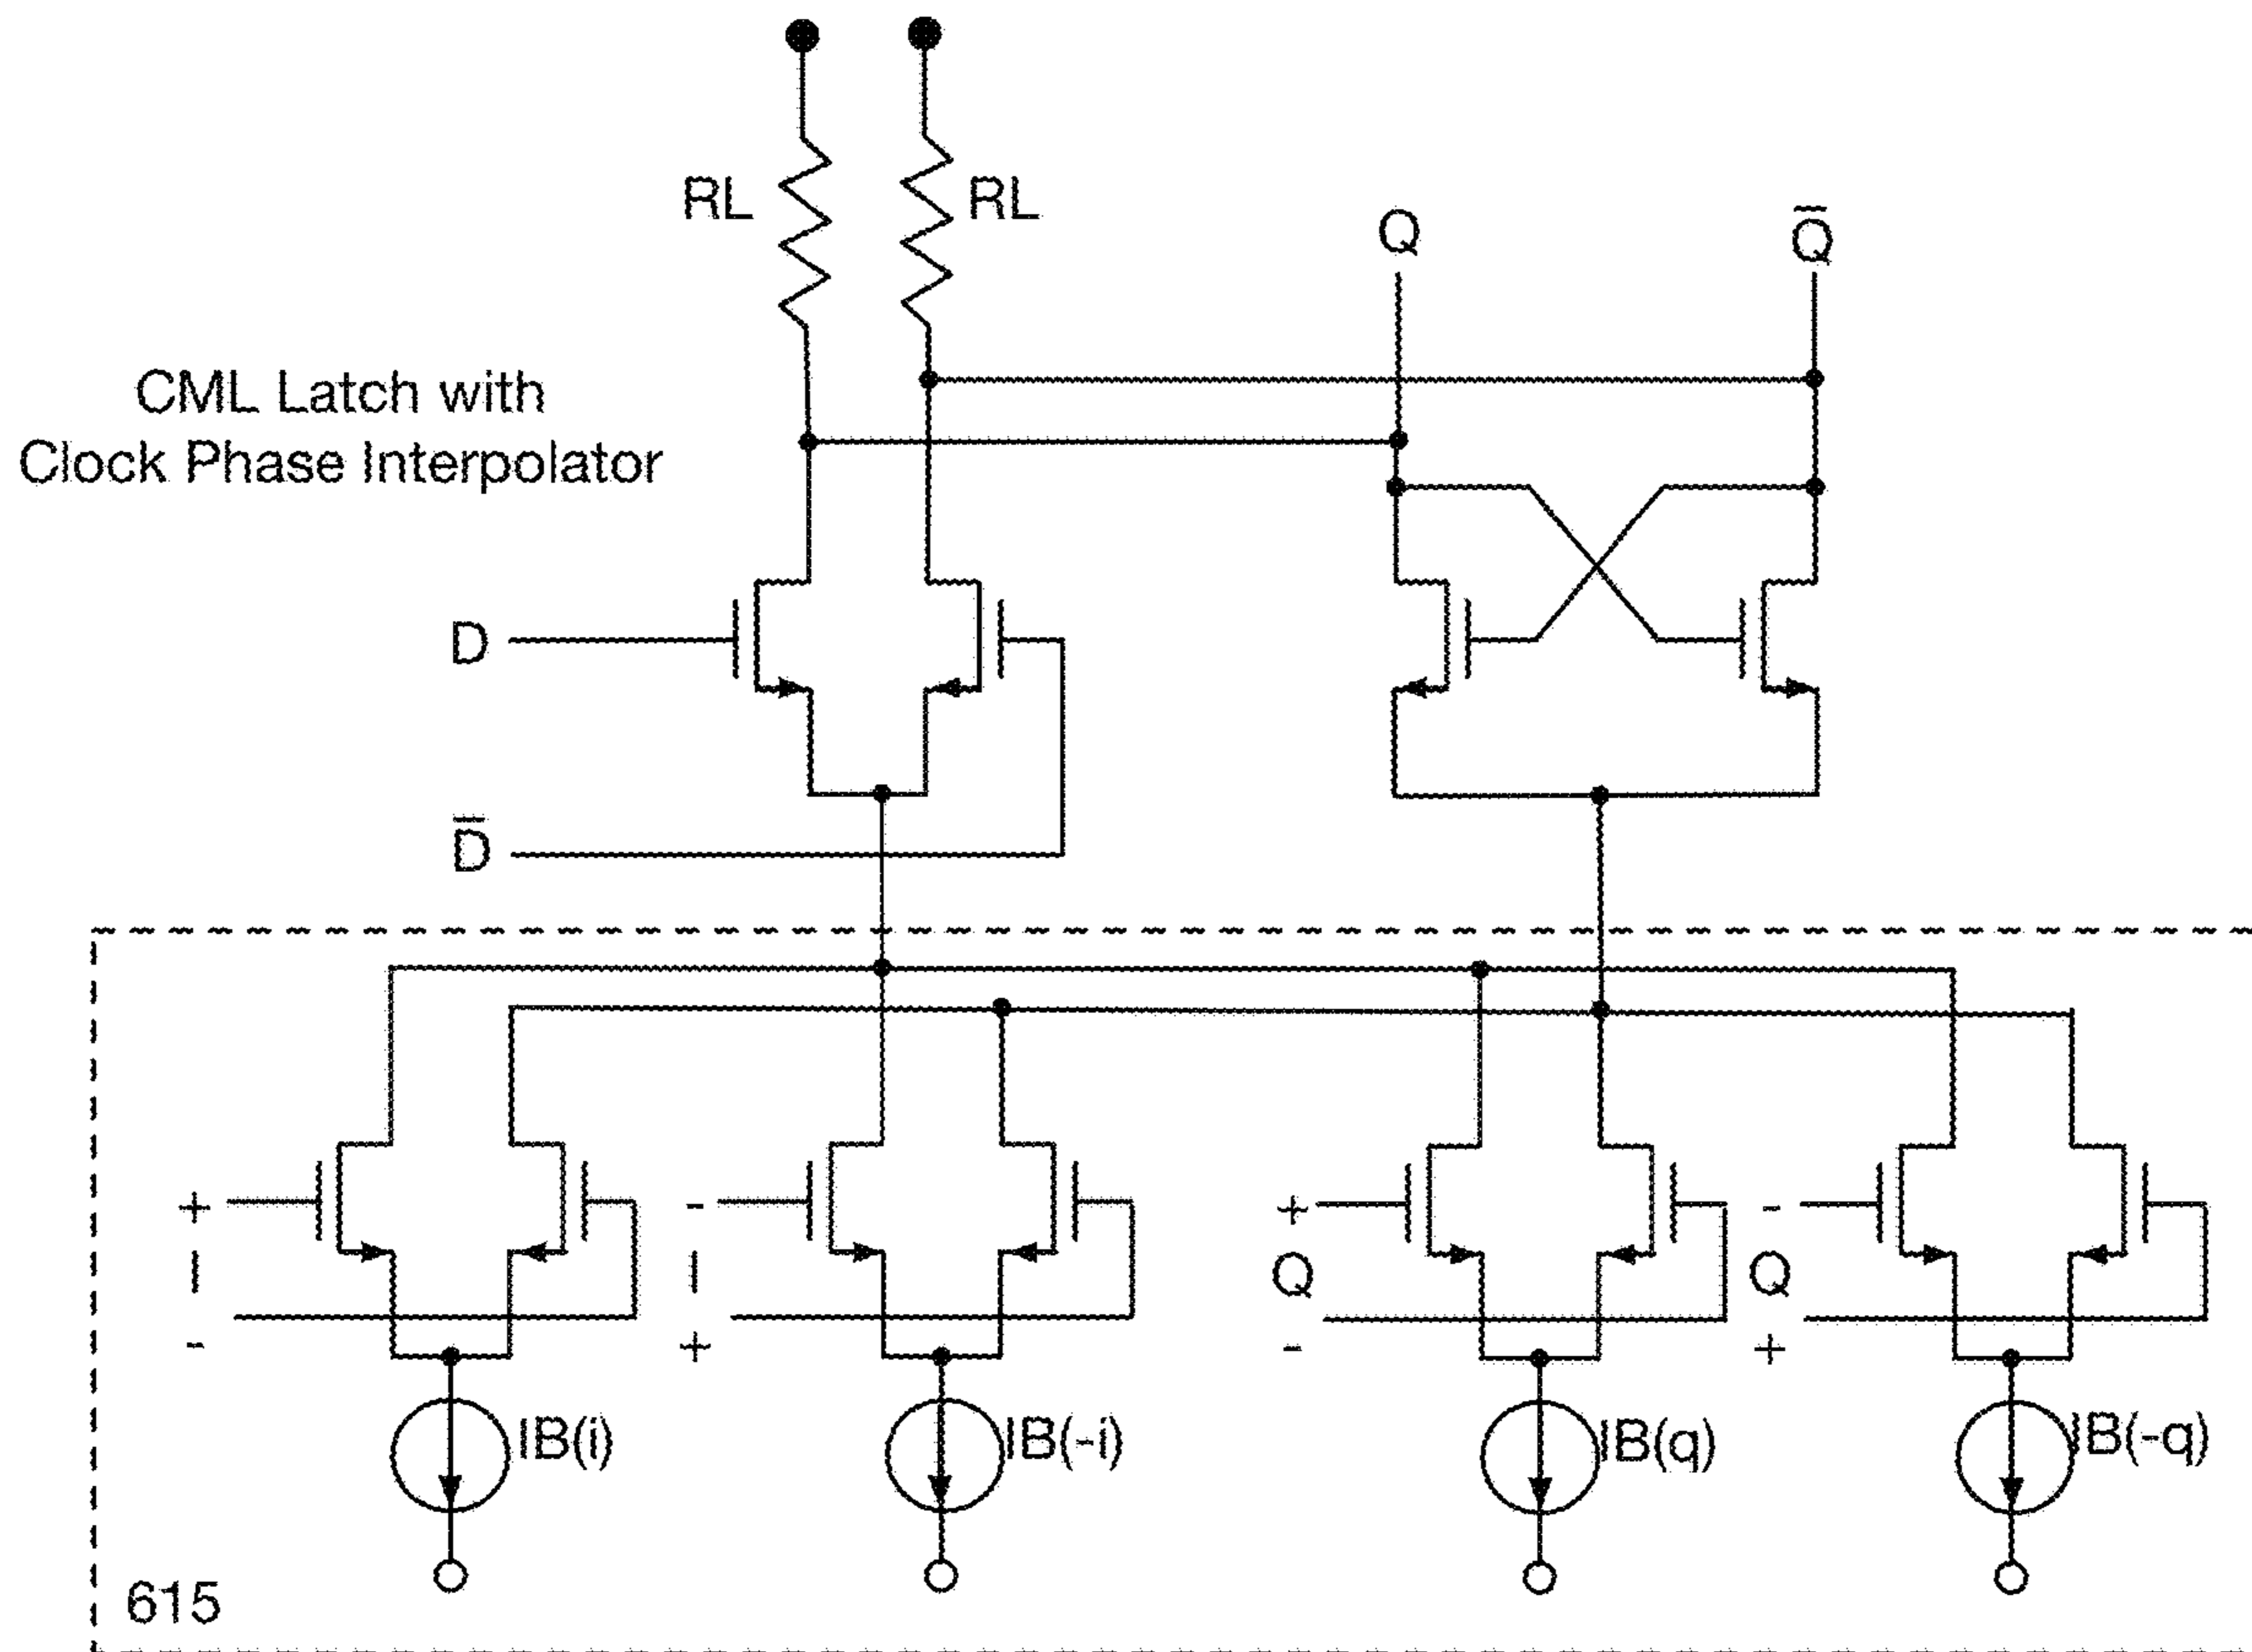 RL RL
Q Q̅
CML Latch with
Clock Phase Interpolator
D
D̅
+ - + -
I I Q Q
- + - +
IB(i) IB(-i) IB(q) IB(-q)
615